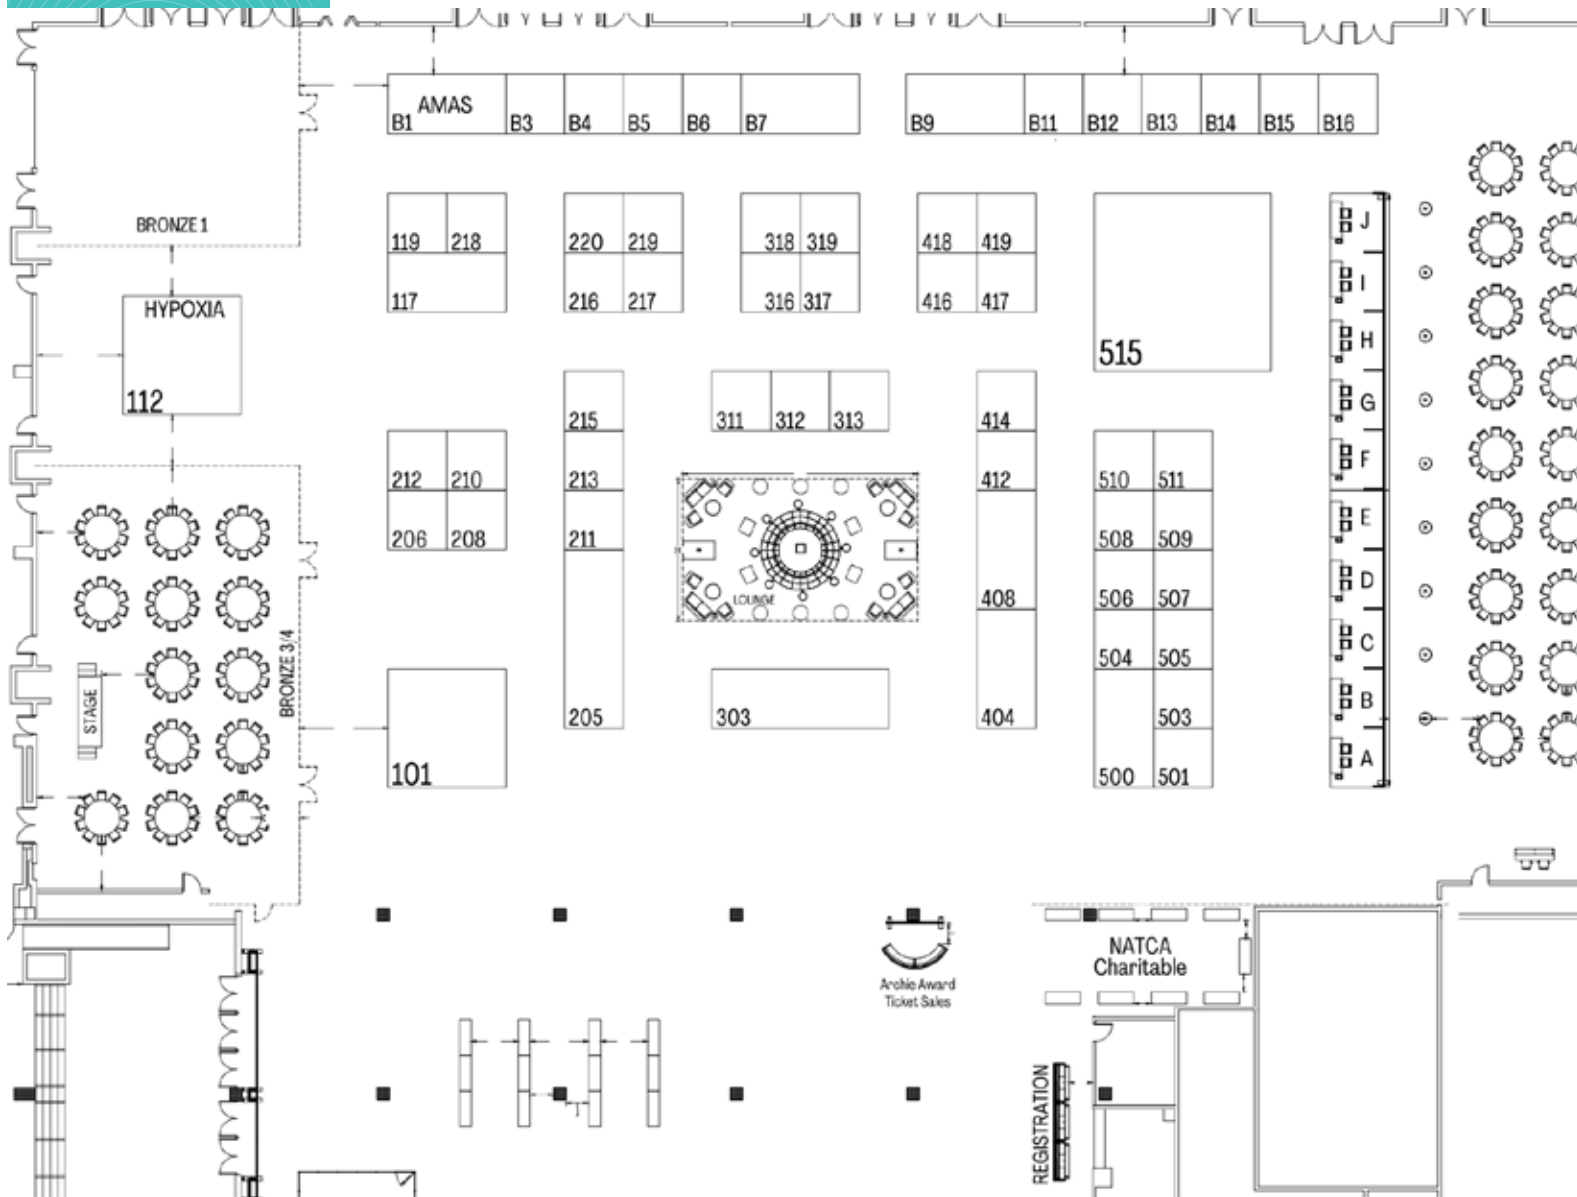 AMAS
B1 B3 B4 B5 B6 B7 B9 B11 B12 B13 B14 B15 B16
BRONZE 1
119 218 220 219 318 319 418 419 J
117 216 217 316 317 416 417 I
HYPOXIA
515 H
112
215 311 312 313 414 G
212 210 213 412 510 511 F
206 208 211 508 509 E
LOUNGE 408 506 507 D
504 505 C
BRONZE 3/4
STAGE
205 303 404 503 B
101 500 501 A
NATCA
Charitable
Archie Award
Ticket Sales
REGISTRATION